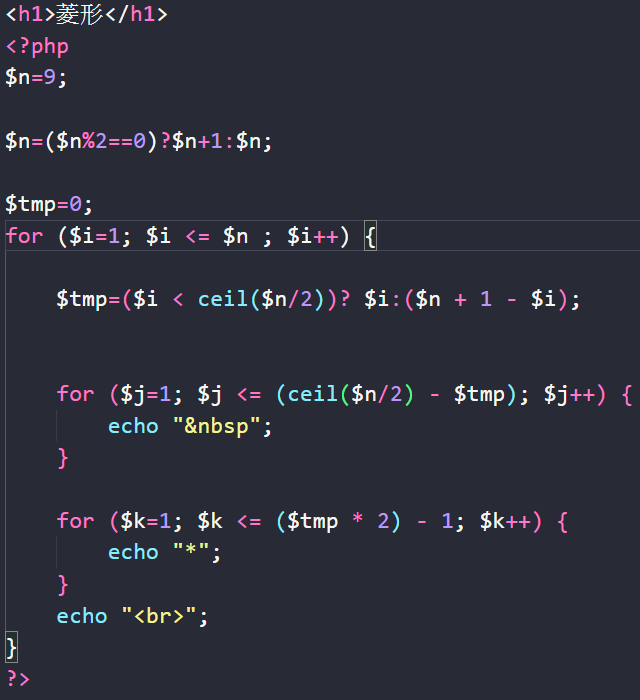 <h1>菱形</h1>
<?php
$n=9;
$n=($n%2==0)?$n+1:$n;
$tmp=0;
for ($i=1; $i <= $n ; $i++) {
$tmp=($i < ceil($n/2))? $i:($n + 1 - $i);
for ($j=1; $j <= (ceil($n/2) - $tmp); $j++) {
echo "&nbsp";
}
for ($k=1; $k <= ($tmp * 2) - 1; $k++) {
echo "*";
}
echo "<br>";
}
?>